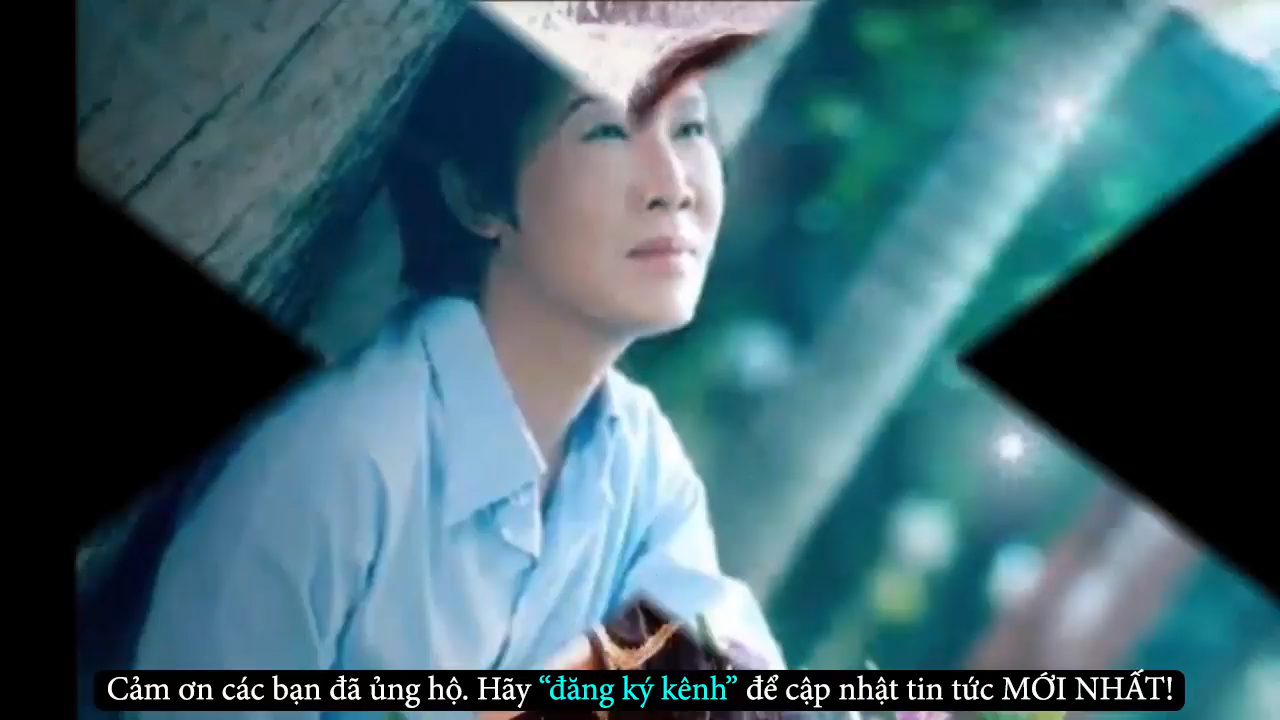 Cảm ơn các bạn đã ủng hộ. Hãy “đăng ký kênh” để cập nhật tin tức MỚI NHẤT!